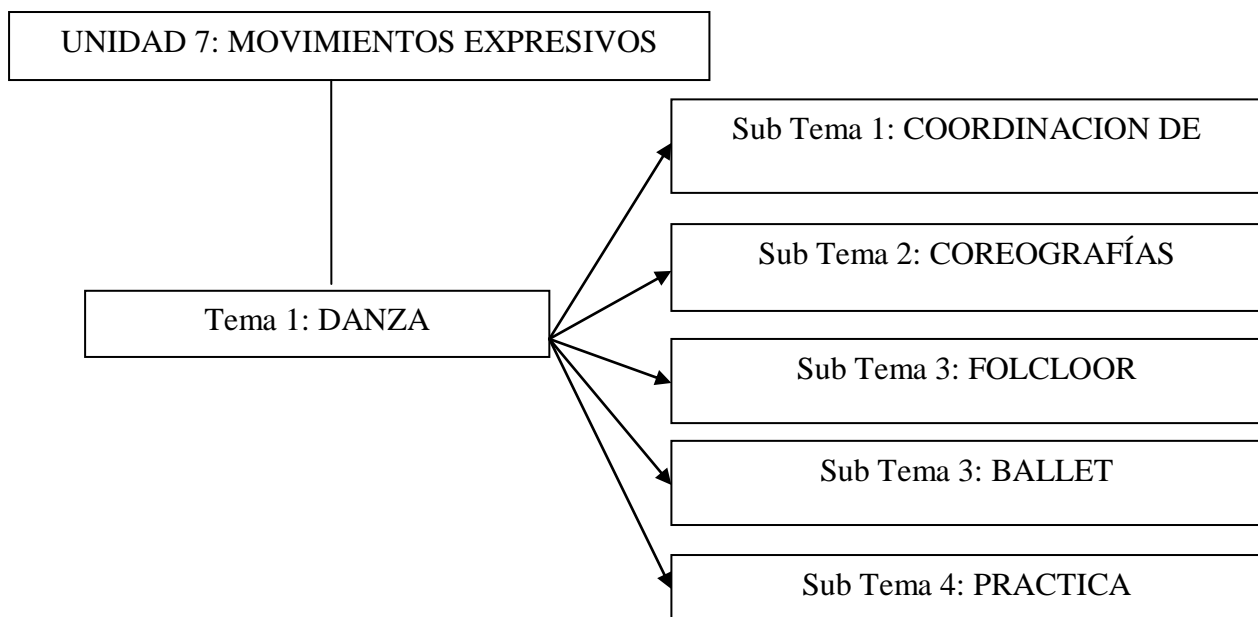 UNIDAD 7: MOVIMIENTOS EXPRESIVOS
Sub Tema 1: COORDINACION DE
Sub Tema 2: COREOGRAFÍAS
Tema 1: DANZA
Sub Tema 3: FOLCLOOR
Sub Tema 3: BALLET
Sub Tema 4: PRACTICA